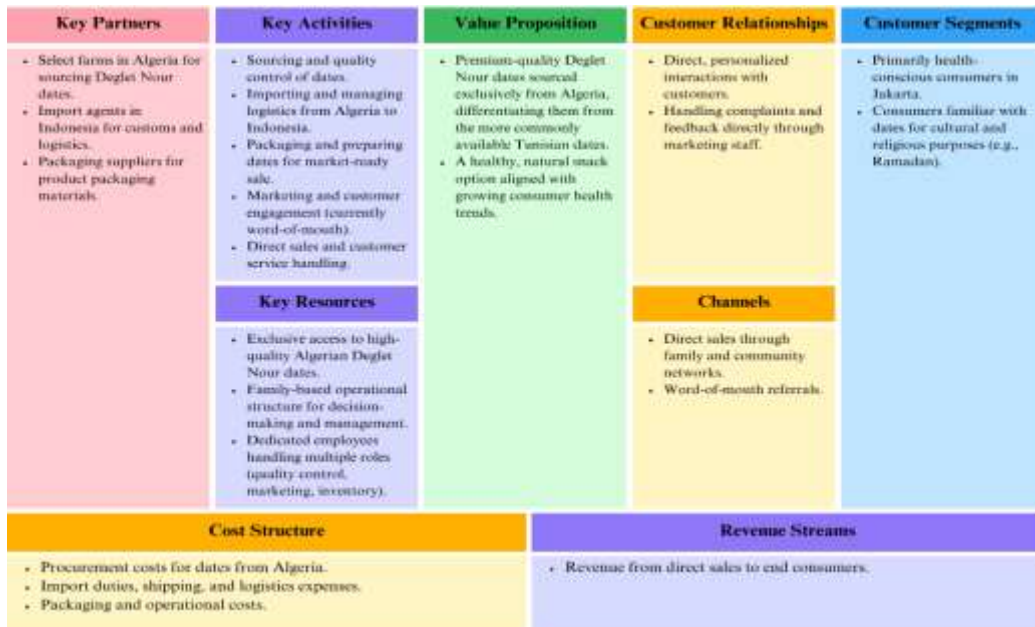 Key Partners
Select farms in Algeria for
sourcing Deglet Nour
dates.
Import agents in
Indonesia for customs and
logistics.
Packaging suppliers for
product packaging
materials.
Key Activities
Sourcing and quality
control of dates.
Importing and managing
logistics from Algeria to
Indonesia.
Packaging and preparing
dates for market-ready
sale.
Marketing and customer
engagement (currently
word-of-mouth).
Direct sales and customer
service handling.
Key Resources
Exclusive access to high-
quality Algerian Deglet
Nour dates.
Family-based operational
structure for decision-
making and management.
Dedicated employees
handling multiple roles
(quality control,
marketing, inventory).
Value Proposition
Premium-quality Deglet
Nour dates sourced
exclusively from Algeria,
differentiating them from
the more commonly
available Tunisian dates.
A healthy, natural snack
option aligned with
growing consumer health
trends.
Customer Relationships
Direct, personalized
interactions with
customers.
Handling complaints and
feedback directly through
marketing staff.
Channels
Direct sales through
family and community
networks.
Word-of-mouth referrals.
Customer Segments
Primarily health-
conscious consumers in
Jakarta.
Consumers familiar with
dates for cultural and
religious purposes (e.g.,
Ramadan).
Cost Structure
Procurement costs for dates from Algeria.
Import duties, shipping, and logistics expenses.
Packaging and operational costs.
Revenue Streams
Revenue from direct sales to end consumers.